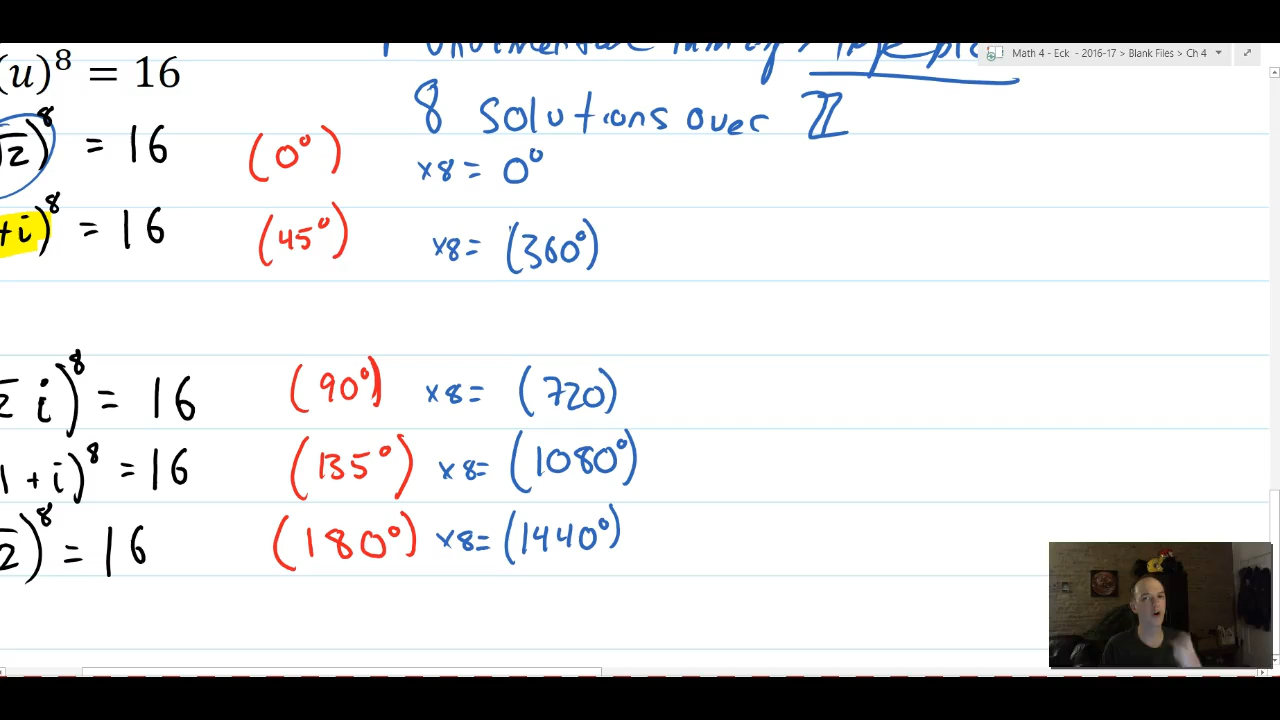 Math 4 - Eck - 2016-17 > Blank Files > Ch 4
(u)⁸ = 16
8 solutions over ℤ
√2)⁸ = 16 (0°) x8 = 0°
+i)⁸ = 16 (45°) x8 = (360°)
2 i)⁸ = 16 (90°) x8 = (720)
1 + i)⁸ = 16 (135°) x8= (1080°)
2)⁸ = 16 (180°) x8= (1440°)